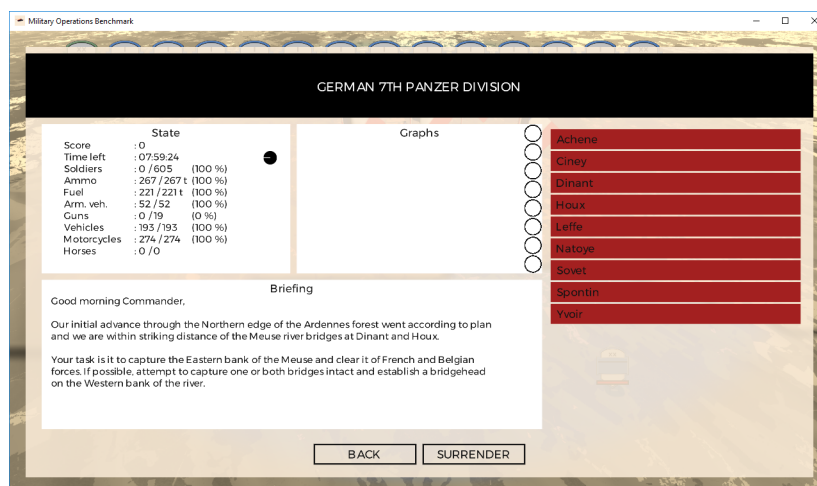 Military Operations Benchmark
GERMAN 7TH PANZER DIVISION
State
Score : 0
Time left : 07:59:24
Soldiers : 0 / 605 (100 %)
Ammo : 267 / 267 t (100 %)
Fuel : 221 / 221 t (100 %)
Arm. veh. : 52 / 52 (100 %)
Guns : 0 / 19 (0 %)
Vehicles : 193 / 193 (100 %)
Motorcycles : 274 / 274 (100 %)
Horses : 0 / 0
Graphs
Achene
Ciney
Dinant
Houx
Leffe
Natoye
Sovet
Spontin
Yvoir
Briefing
Good morning Commander,
Our initial advance through the Northern edge of the Ardennes forest went according to plan
and we are within striking distance of the Meuse river bridges at Dinant and Houx.
Your task is it to capture the Eastern bank of the Meuse and clear it of French and Belgian
forces. If possible, attempt to capture one or both bridges intact and establish a bridgehead
on the Western bank of the river.
BACK
SURRENDER